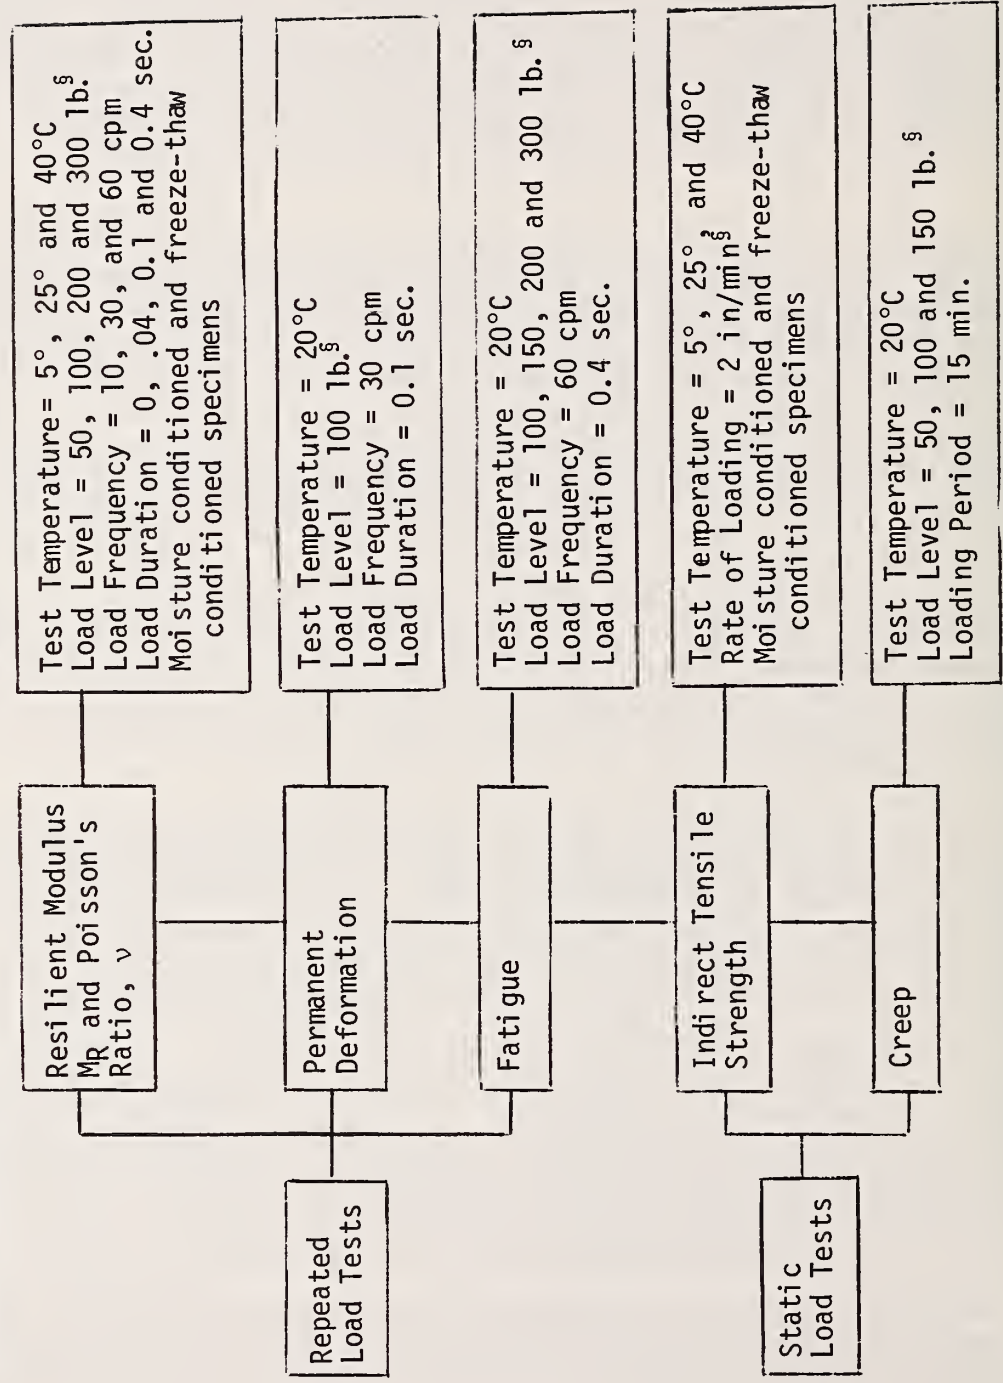 Repeated
Load Tests
Resilient Modulus
MR and Poisson's
Ratio, ν
Test Temperature= 5°, 25° and 40°C
Load Level = 50, 100, 200 and 300 lb.§
Load Frequency = 10, 30, and 60 cpm
Load Duration = 0, .04, 0.1 and 0.4 sec.
Moisture conditioned and freeze-thaw
conditioned specimens
Permanent
Deformation
Test Temperature = 20°C
Load Level = 100 lb.§
Load Frequency = 30 cpm
Load Duration = 0.1 sec.
Fatigue
Test Temperature = 20°C
Load Level = 100, 150, 200 and 300 lb.§
Load Frequency = 60 cpm
Load Duration = 0.4 sec.
Static
Load Tests
Indirect Tensile
Strength
Test Temperature = 5°, 25°, and 40°C
Rate of Loading = 2 in/min§
Moisture conditioned and freeze-thaw
conditioned specimens
Creep
Test Temperature = 20°C
Load Level = 50, 100 and 150 lb.§
Loading Period = 15 min.